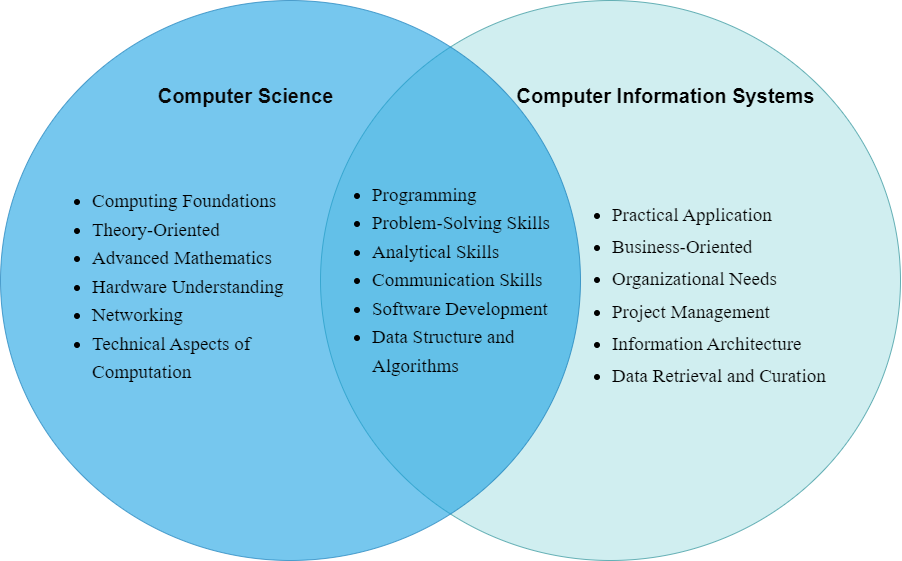 Computer Science
Computer Information Systems
• Computing Foundations
• Theory-Oriented
• Advanced Mathematics
• Hardware Understanding
• Networking
• Technical Aspects of
Computation
• Programming
• Problem-Solving Skills
• Analytical Skills
• Communication Skills
• Software Development
• Data Structure and
Algorithms
• Practical Application
• Business-Oriented
• Organizational Needs
• Project Management
• Information Architecture
• Data Retrieval and Curation